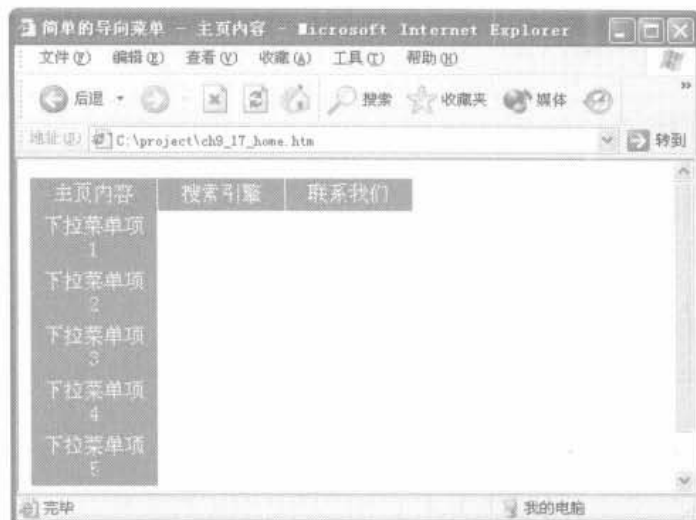 简单的导向菜单 - 主页内容 - Microsoft Internet Explorer
文件(F) 编辑(E) 查看(V) 收藏(A) 工具(T) 帮助(H)
后退 搜索 收藏夹 媒体 »
地址(D) C:\project\ch9_17_home.htm 转到
主页内容 搜索引擎 联系我们
下拉菜单项
1
下拉菜单项
2
下拉菜单项
3
下拉菜单项
4
下拉菜单项
5
完毕 我的电脑